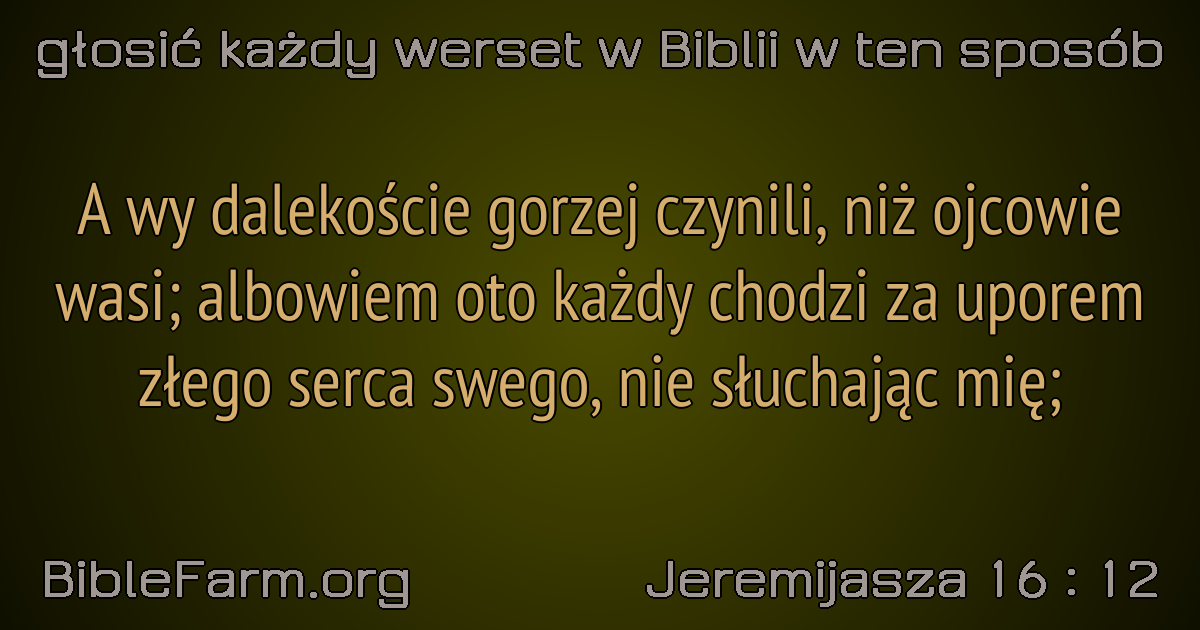 głosić każdy werset w Biblii w ten sposób
A wy dalekoście gorzej czynili, niż ojcowie
wasi; albowiem oto każdy chodzi za uporem
złego serca swego, nie słuchając mię;
BibleFarm.org
Jeremijasza 16 : 12